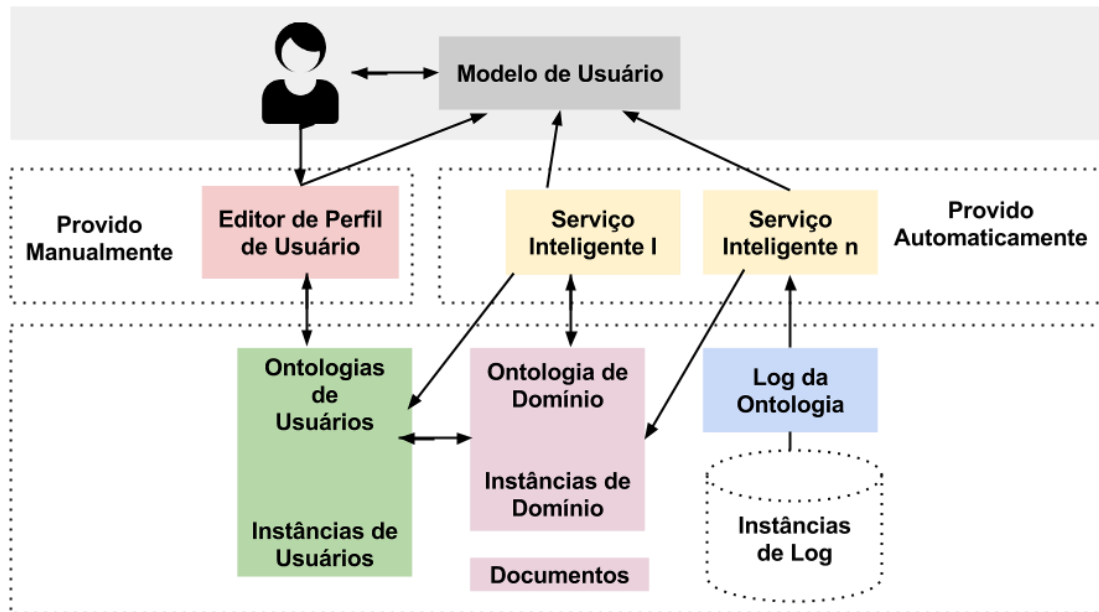 Modelo de Usuário
Provido
Manualmente
Editor de Perfil
de Usuário
Serviço
Inteligente I
Serviço
Inteligente n
Provido
Automaticamente
Ontologias
de
Usuários
Instâncias de
Usuários
Ontologia de
Domínio
Instâncias de
Domínio
Documentos
Log da
Ontologia
Instâncias
de Log